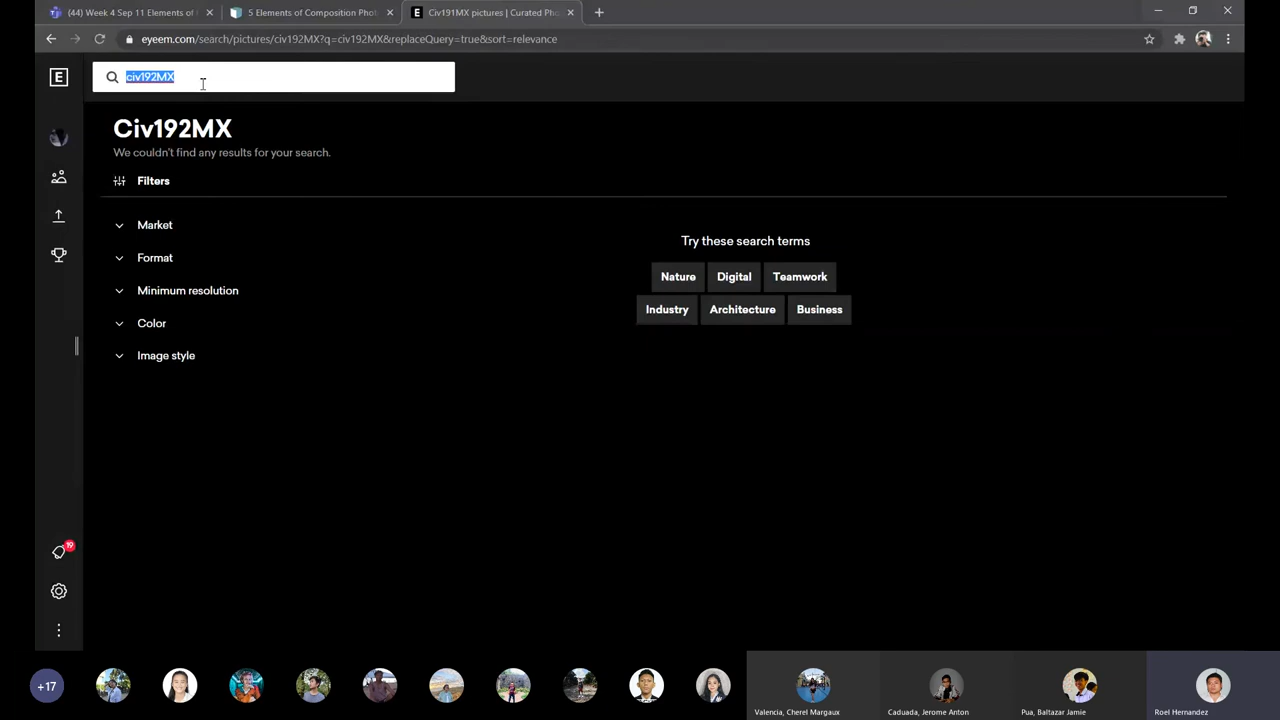 (44) Week 4 Sep 11 Elements of
5 Elements of Composition Phot
E Civ191MX pictures | Curated Pho
eyeem.com/search/pictures/civ192MX?q=civ192MX&replaceQuery=true&sort=relevance
E
civ192MX
Civ192MX
We couldn't find any results for your search.
Filters
Market
Format
Minimum resolution
Color
Image style
Try these search terms
Nature Digital Teamwork
Industry Architecture Business
19
+17
Valencia, Cherel Margaux
Caduada, Jerome Anton
Pua, Baltazar Jamie
Roel Hernandez